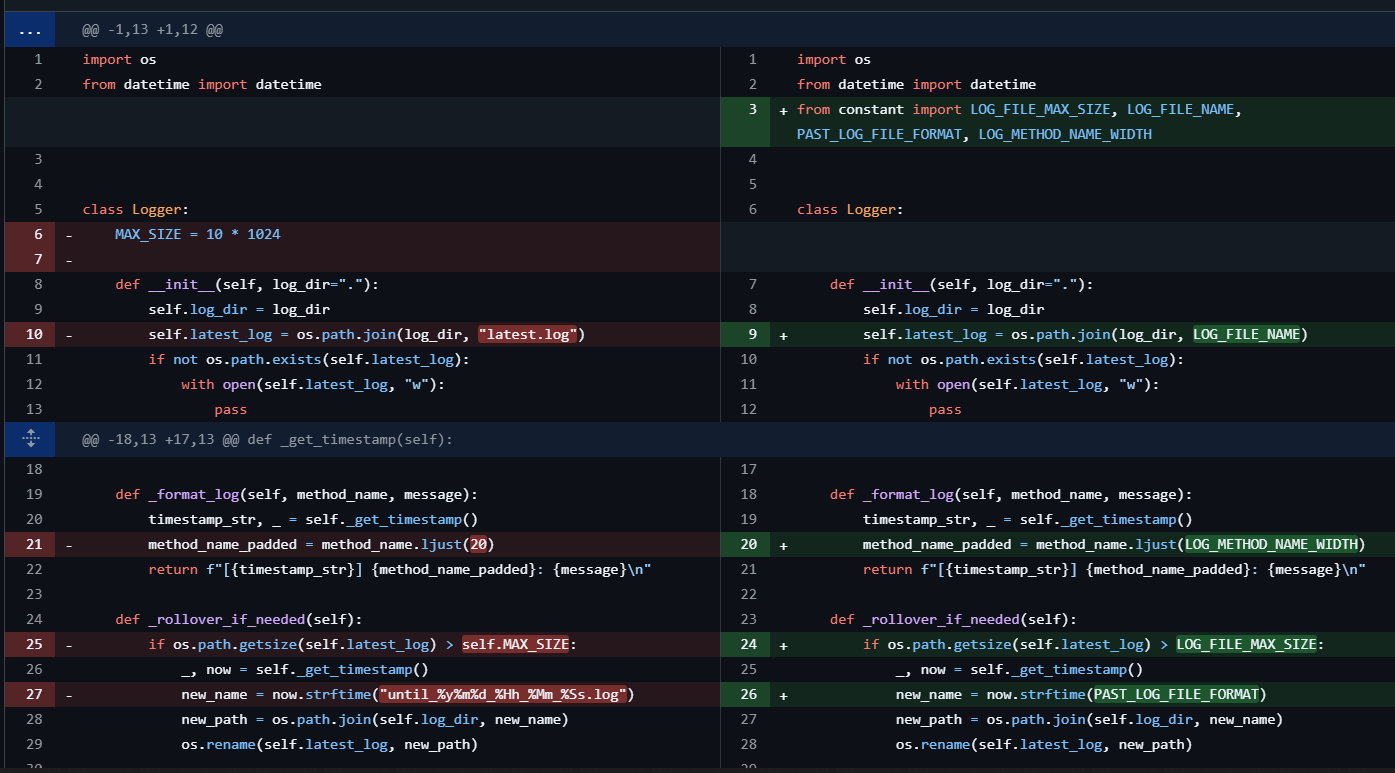 ... @@ -1,13 +1,12 @@
1 import os
2 from datetime import datetime
3
4
5 class Logger:
6 - MAX_SIZE = 10 * 1024
7 -
8 def __init__(self, log_dir="."):
9 self.log_dir = log_dir
10 - self.latest_log = os.path.join(log_dir, "latest.log")
11 if not os.path.exists(self.latest_log):
12 with open(self.latest_log, "w"):
13 pass
1 import os
2 from datetime import datetime
3 + from constant import LOG_FILE_MAX_SIZE, LOG_FILE_NAME,
PAST_LOG_FILE_FORMAT, LOG_METHOD_NAME_WIDTH
4
5
6 class Logger:
7 def __init__(self, log_dir="."):
8 self.log_dir = log_dir
9 + self.latest_log = os.path.join(log_dir, LOG_FILE_NAME)
10 if not os.path.exists(self.latest_log):
11 with open(self.latest_log, "w"):
12 pass
@@ -18,13 +17,13 @@ def _get_timestamp(self):
18
19 def _format_log(self, method_name, message):
20 timestamp_str, _ = self._get_timestamp()
21 - method_name_padded = method_name.ljust(20)
22 return f"[{timestamp_str}] {method_name_padded}: {message}\n"
23
24 def _rollover_if_needed(self):
25 - if os.path.getsize(self.latest_log) > self.MAX_SIZE:
26 _, now = self._get_timestamp()
27 - new_name = now.strftime("until_%y%m%d_%Hh_%Mm_%Ss.log")
28 new_path = os.path.join(self.log_dir, new_name)
29 os.rename(self.latest_log, new_path)
17
18 def _format_log(self, method_name, message):
19 timestamp_str, _ = self._get_timestamp()
20 + method_name_padded = method_name.ljust(LOG_METHOD_NAME_WIDTH)
21 return f"[{timestamp_str}] {method_name_padded}: {message}\n"
22
23 def _rollover_if_needed(self):
24 + if os.path.getsize(self.latest_log) > LOG_FILE_MAX_SIZE:
25 _, now = self._get_timestamp()
26 + new_name = now.strftime(PAST_LOG_FILE_FORMAT)
27 new_path = os.path.join(self.log_dir, new_name)
28 os.rename(self.latest_log, new_path)